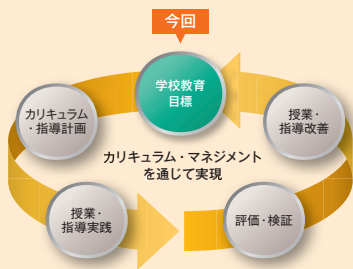 今回
学校教育
目標
カリキュラム
・指導計画
授業・
指導改善
カリキュラム・マネジメント
を通じて実現
授業・
指導実践
評価・検証